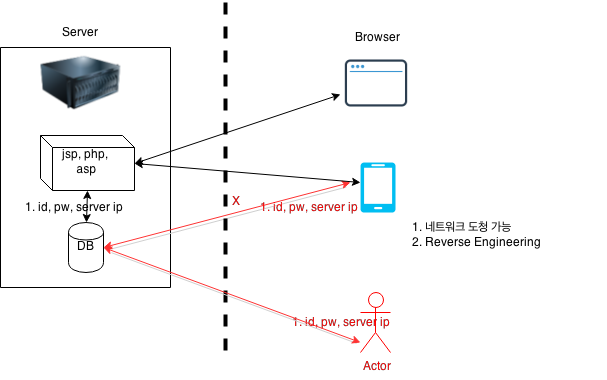 Server
Browser
jsp, php,
asp
1. id, pw, server ip
X
1. id, pw, server ip
DB
1. 네트워크 도청 가능
2. Reverse Engineering
1. id, pw, server ip
Actor